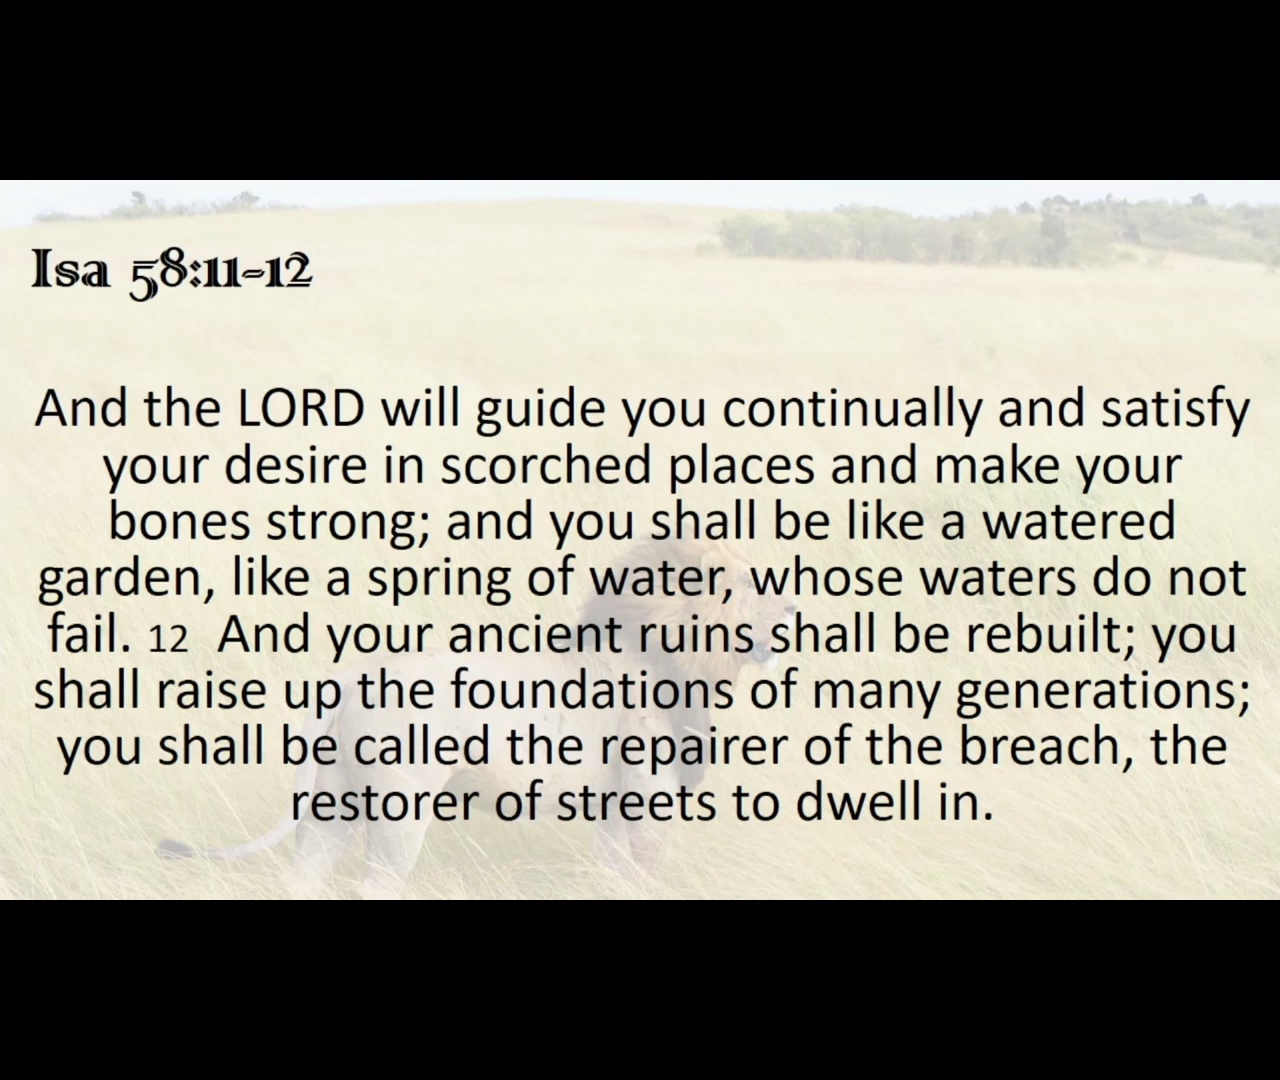 Isa 58:11-12
And the LORD will guide you continually and satisfy
your desire in scorched places and make your
bones strong; and you shall be like a watered
garden, like a spring of water, whose waters do not
fail. 12 And your ancient ruins shall be rebuilt; you
shall raise up the foundations of many generations;
you shall be called the repairer of the breach, the
restorer of streets to dwell in.